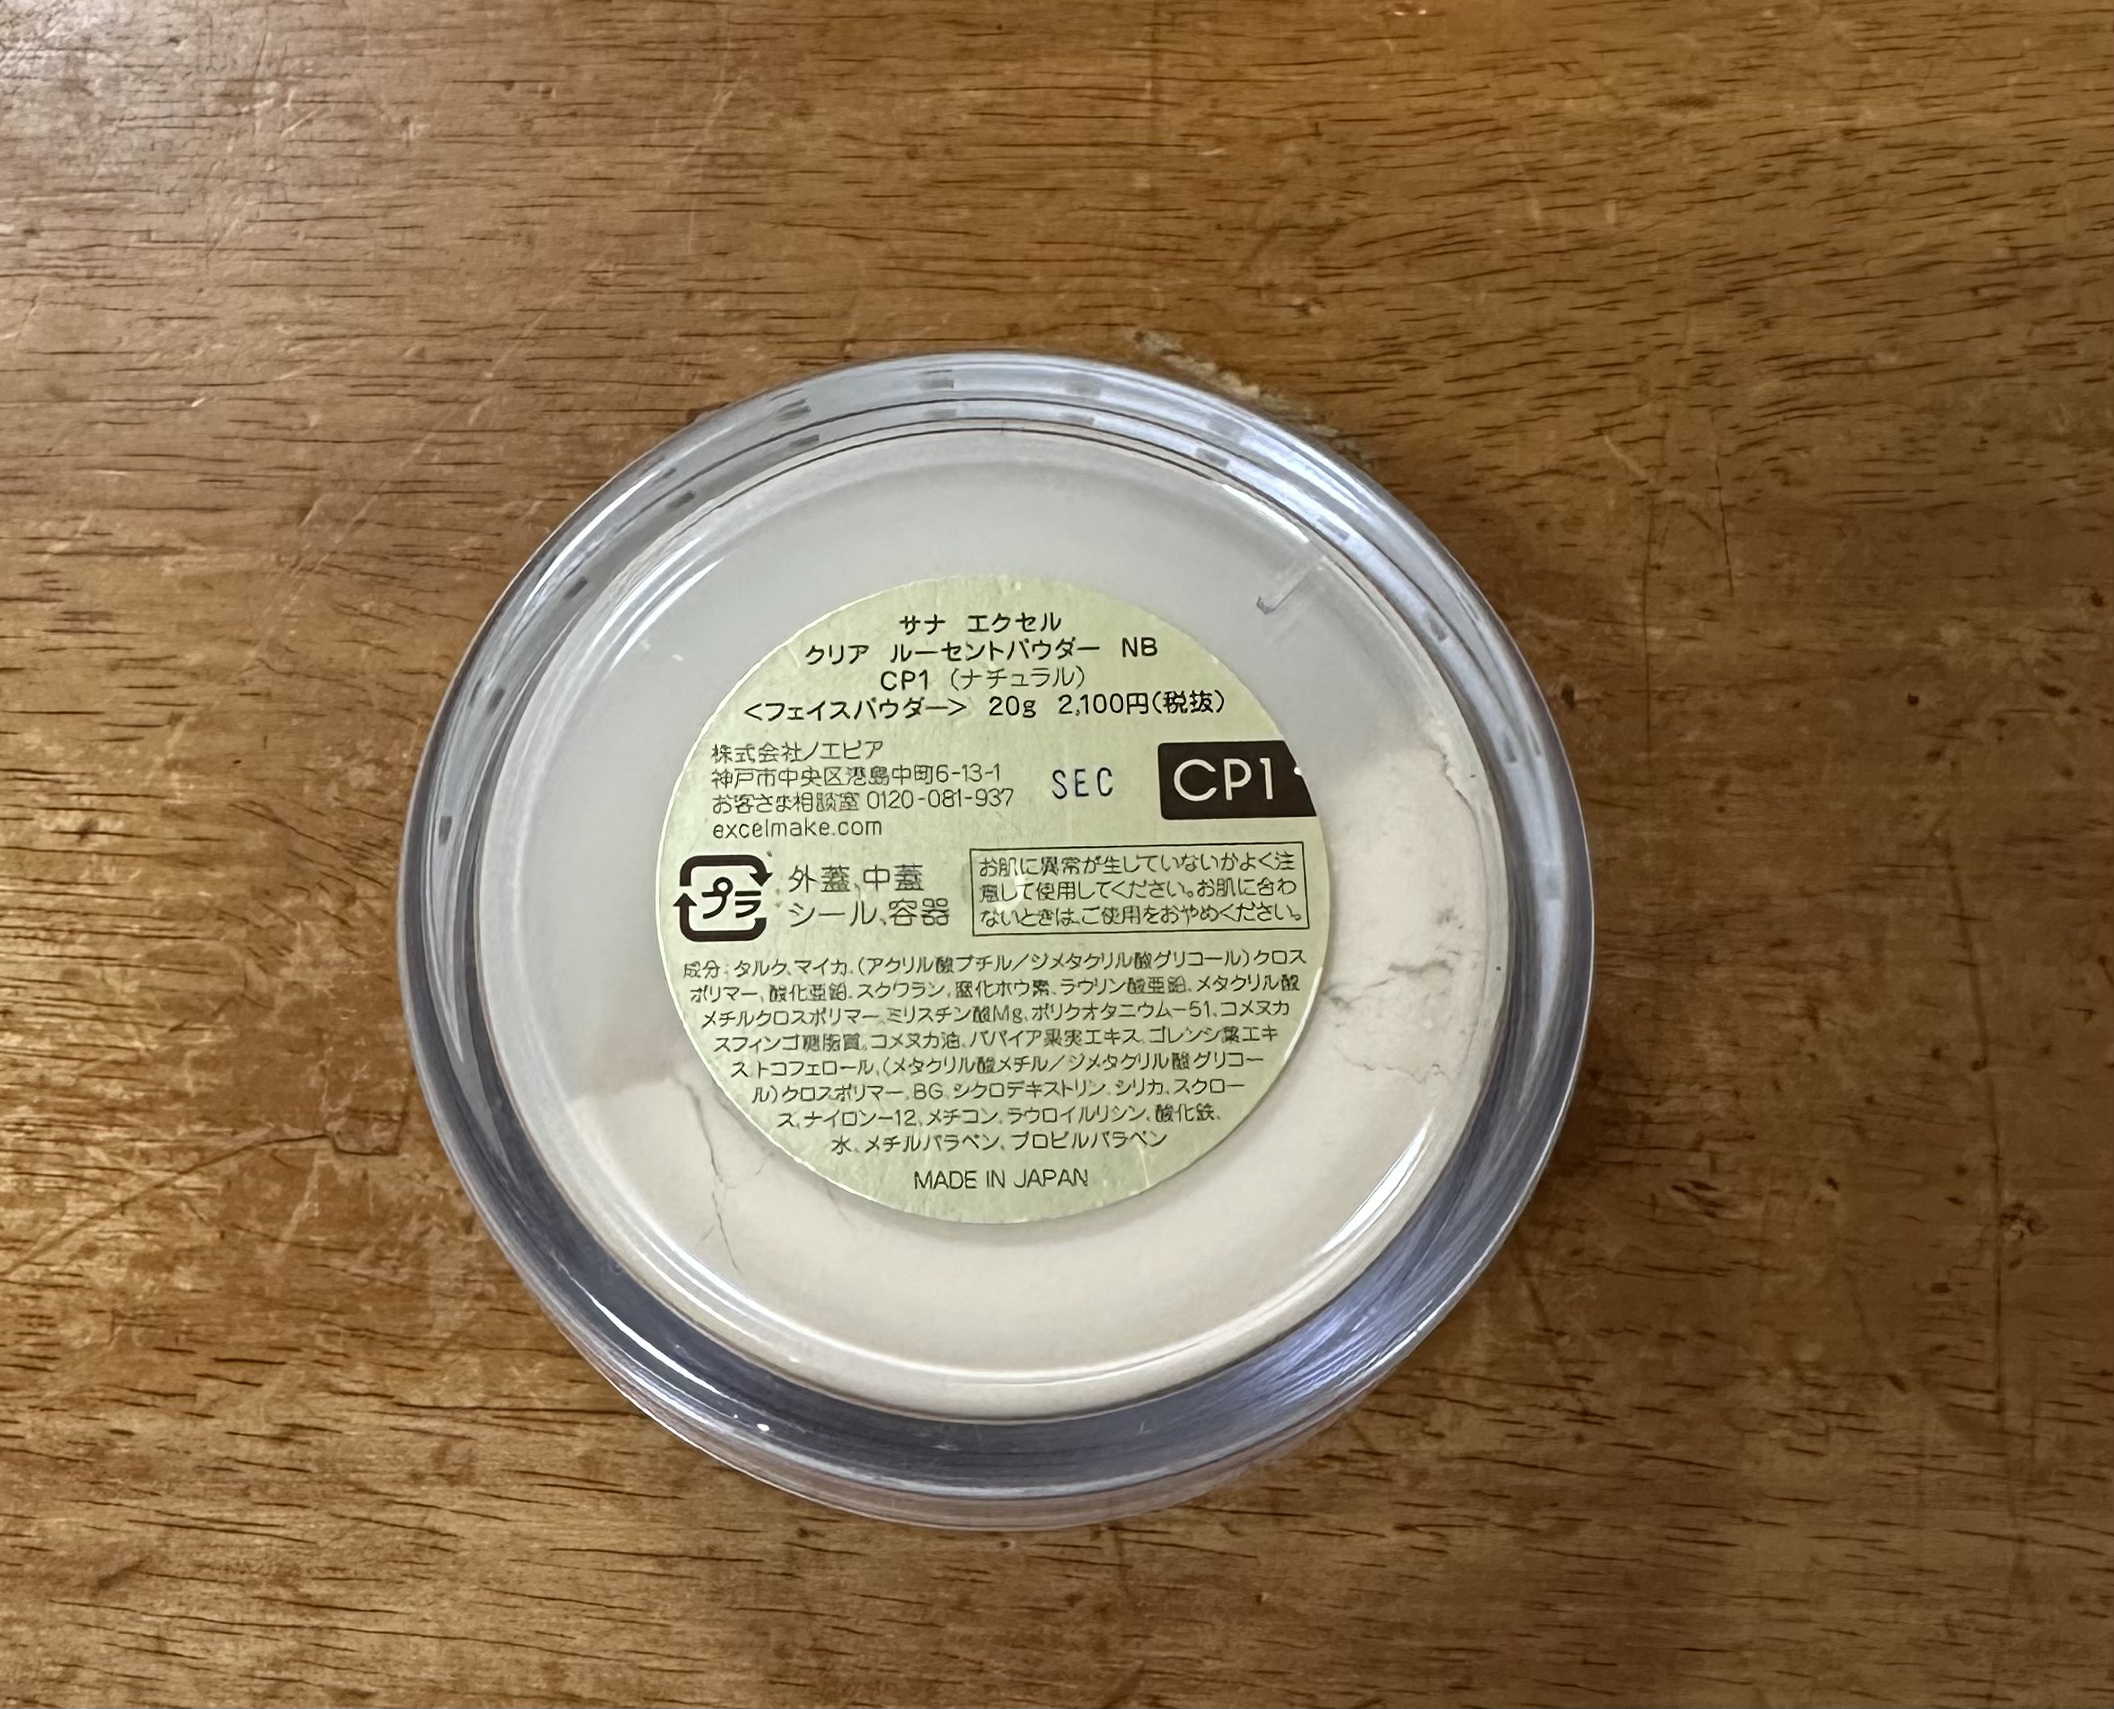 サナ エクセル
クリア ルーセントパウダー NB
CP1 (ナチュラル)
<フェイスパウダー> 20g 2,100円(税抜)
株式会社ノエビア
神戸市中央区港島中町6-13-1
お客さま相談室 0120-081-937
excelmake.com
SEC
CP1
プラ
外蓋、中蓋
シール、容器
お肌に異常が生じていないかよく注
意して使用してください。お肌に合わ
ないときは、ご使用をおやめください。
成分:タルク、マイカ、(アクリル酸ブチル/ジメタクリル酸グリコール)クロス
ポリマー、酸化亜鉛、スクワラン、窒化ホウ素、ラウリン酸亜鉛、メタクリル酸
メチルクロスポリマー、ミリスチン酸Mg、ポリクオタニウム-51、コメヌカ
スフィンゴ糖脂質、コメヌカ油、パパイア果実エキス、ゴレンシ葉エキ
ス、トコフェロール、(メタクリル酸メチル/ジメタクリル酸グリコー
ル)クロスポリマー、BG、シクロデキストリン、シリカ、スクロー
ス、ナイロン-12、メチコン、ラウロイルリシン、酸化鉄、
水、メチルパラベン、プロピルパラベン
MADE IN JAPAN